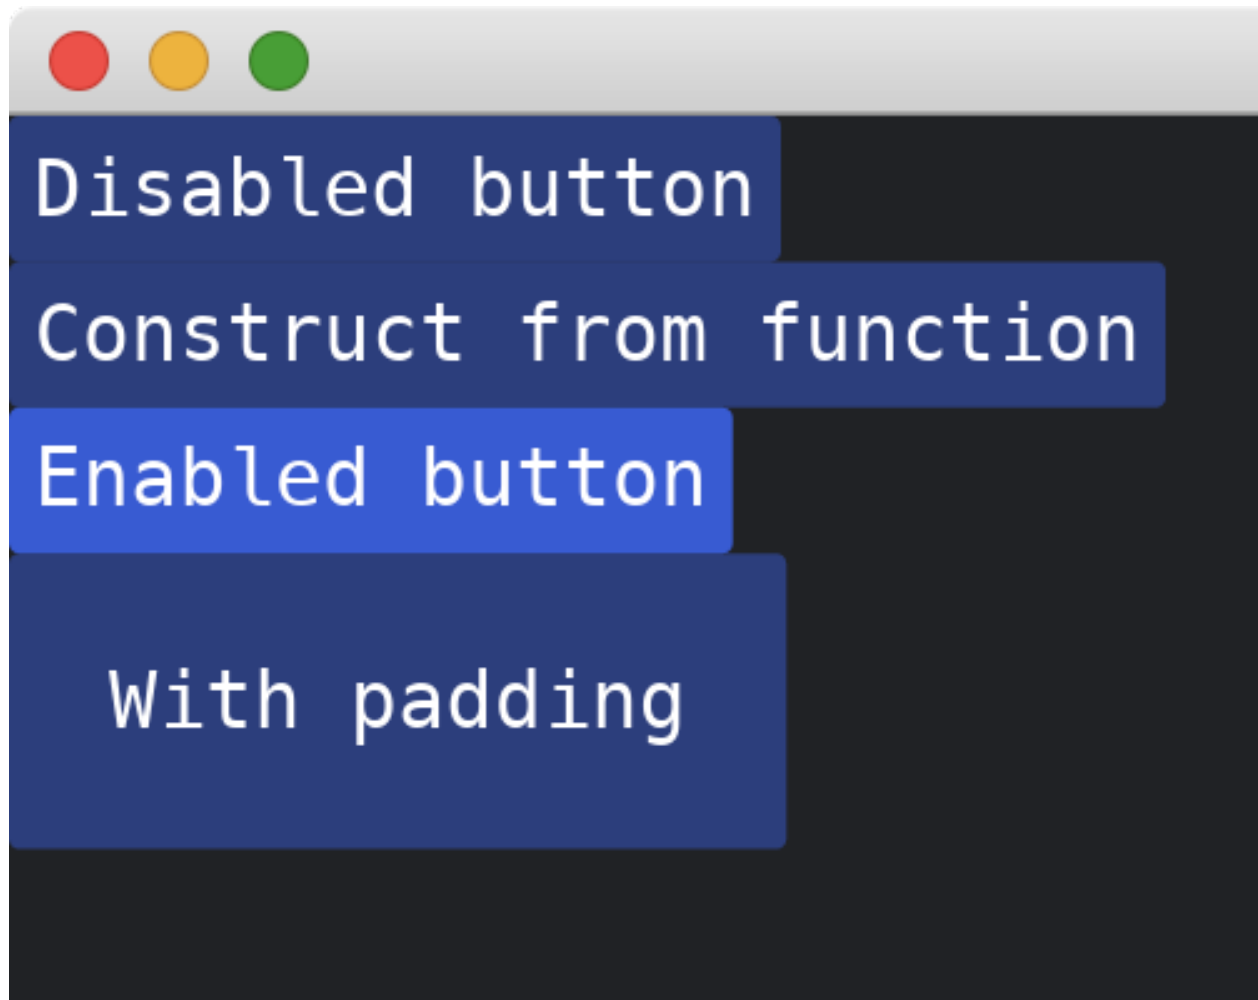 Disabled button
Construct from function
Enabled button
With padding